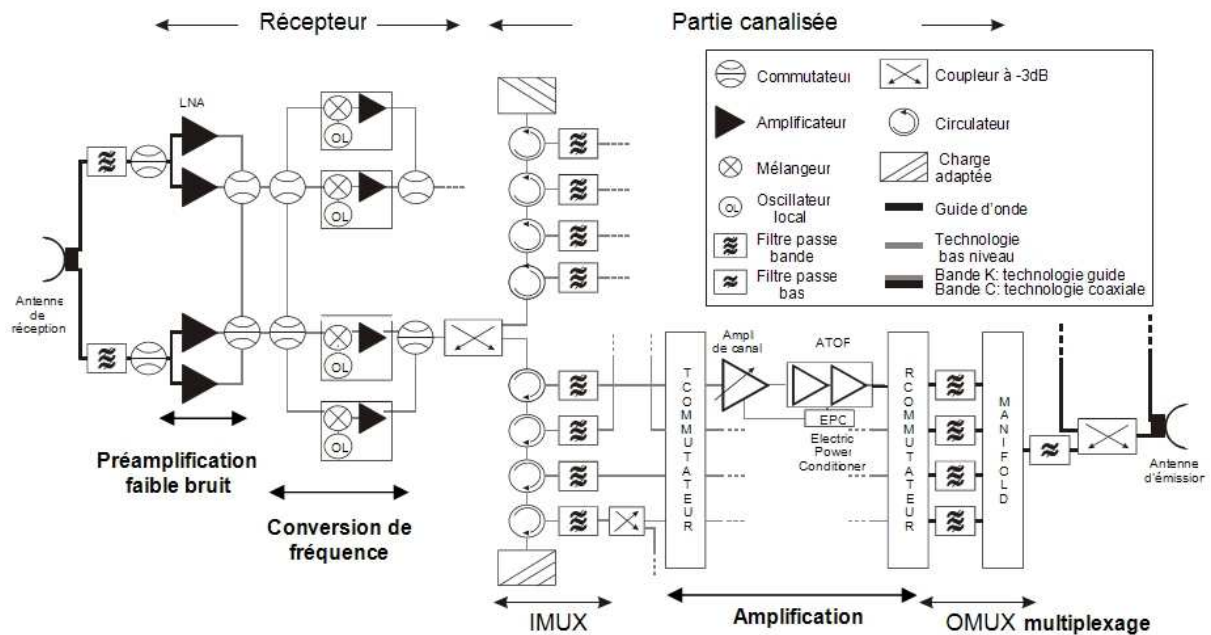 Récepteur
Partie canalisée
LNA
OL
OL
OL
OL
Antenne
de
réception
Préamplification
faible bruit
Conversion de
fréquence
Commutateur
Amplificateur
Mélangeur
OL
Oscillateur
local
Filtre passe
bande
Filtre passe
bas
Coupleur à -3dB
Circulateur
Charge
adaptée
Guide d'onde
Technologie
bas niveau
Bande K: technologie guide
Bande C: technologie coaxiale
TCOMMUTATEUR
Ampli
de canal
ATOF
EPC
Electric
Power
Conditioner
RCOMMUTATEUR
MANIFOLD
Antenne
d'émission
IMUX
Amplification
OMUX multiplexage